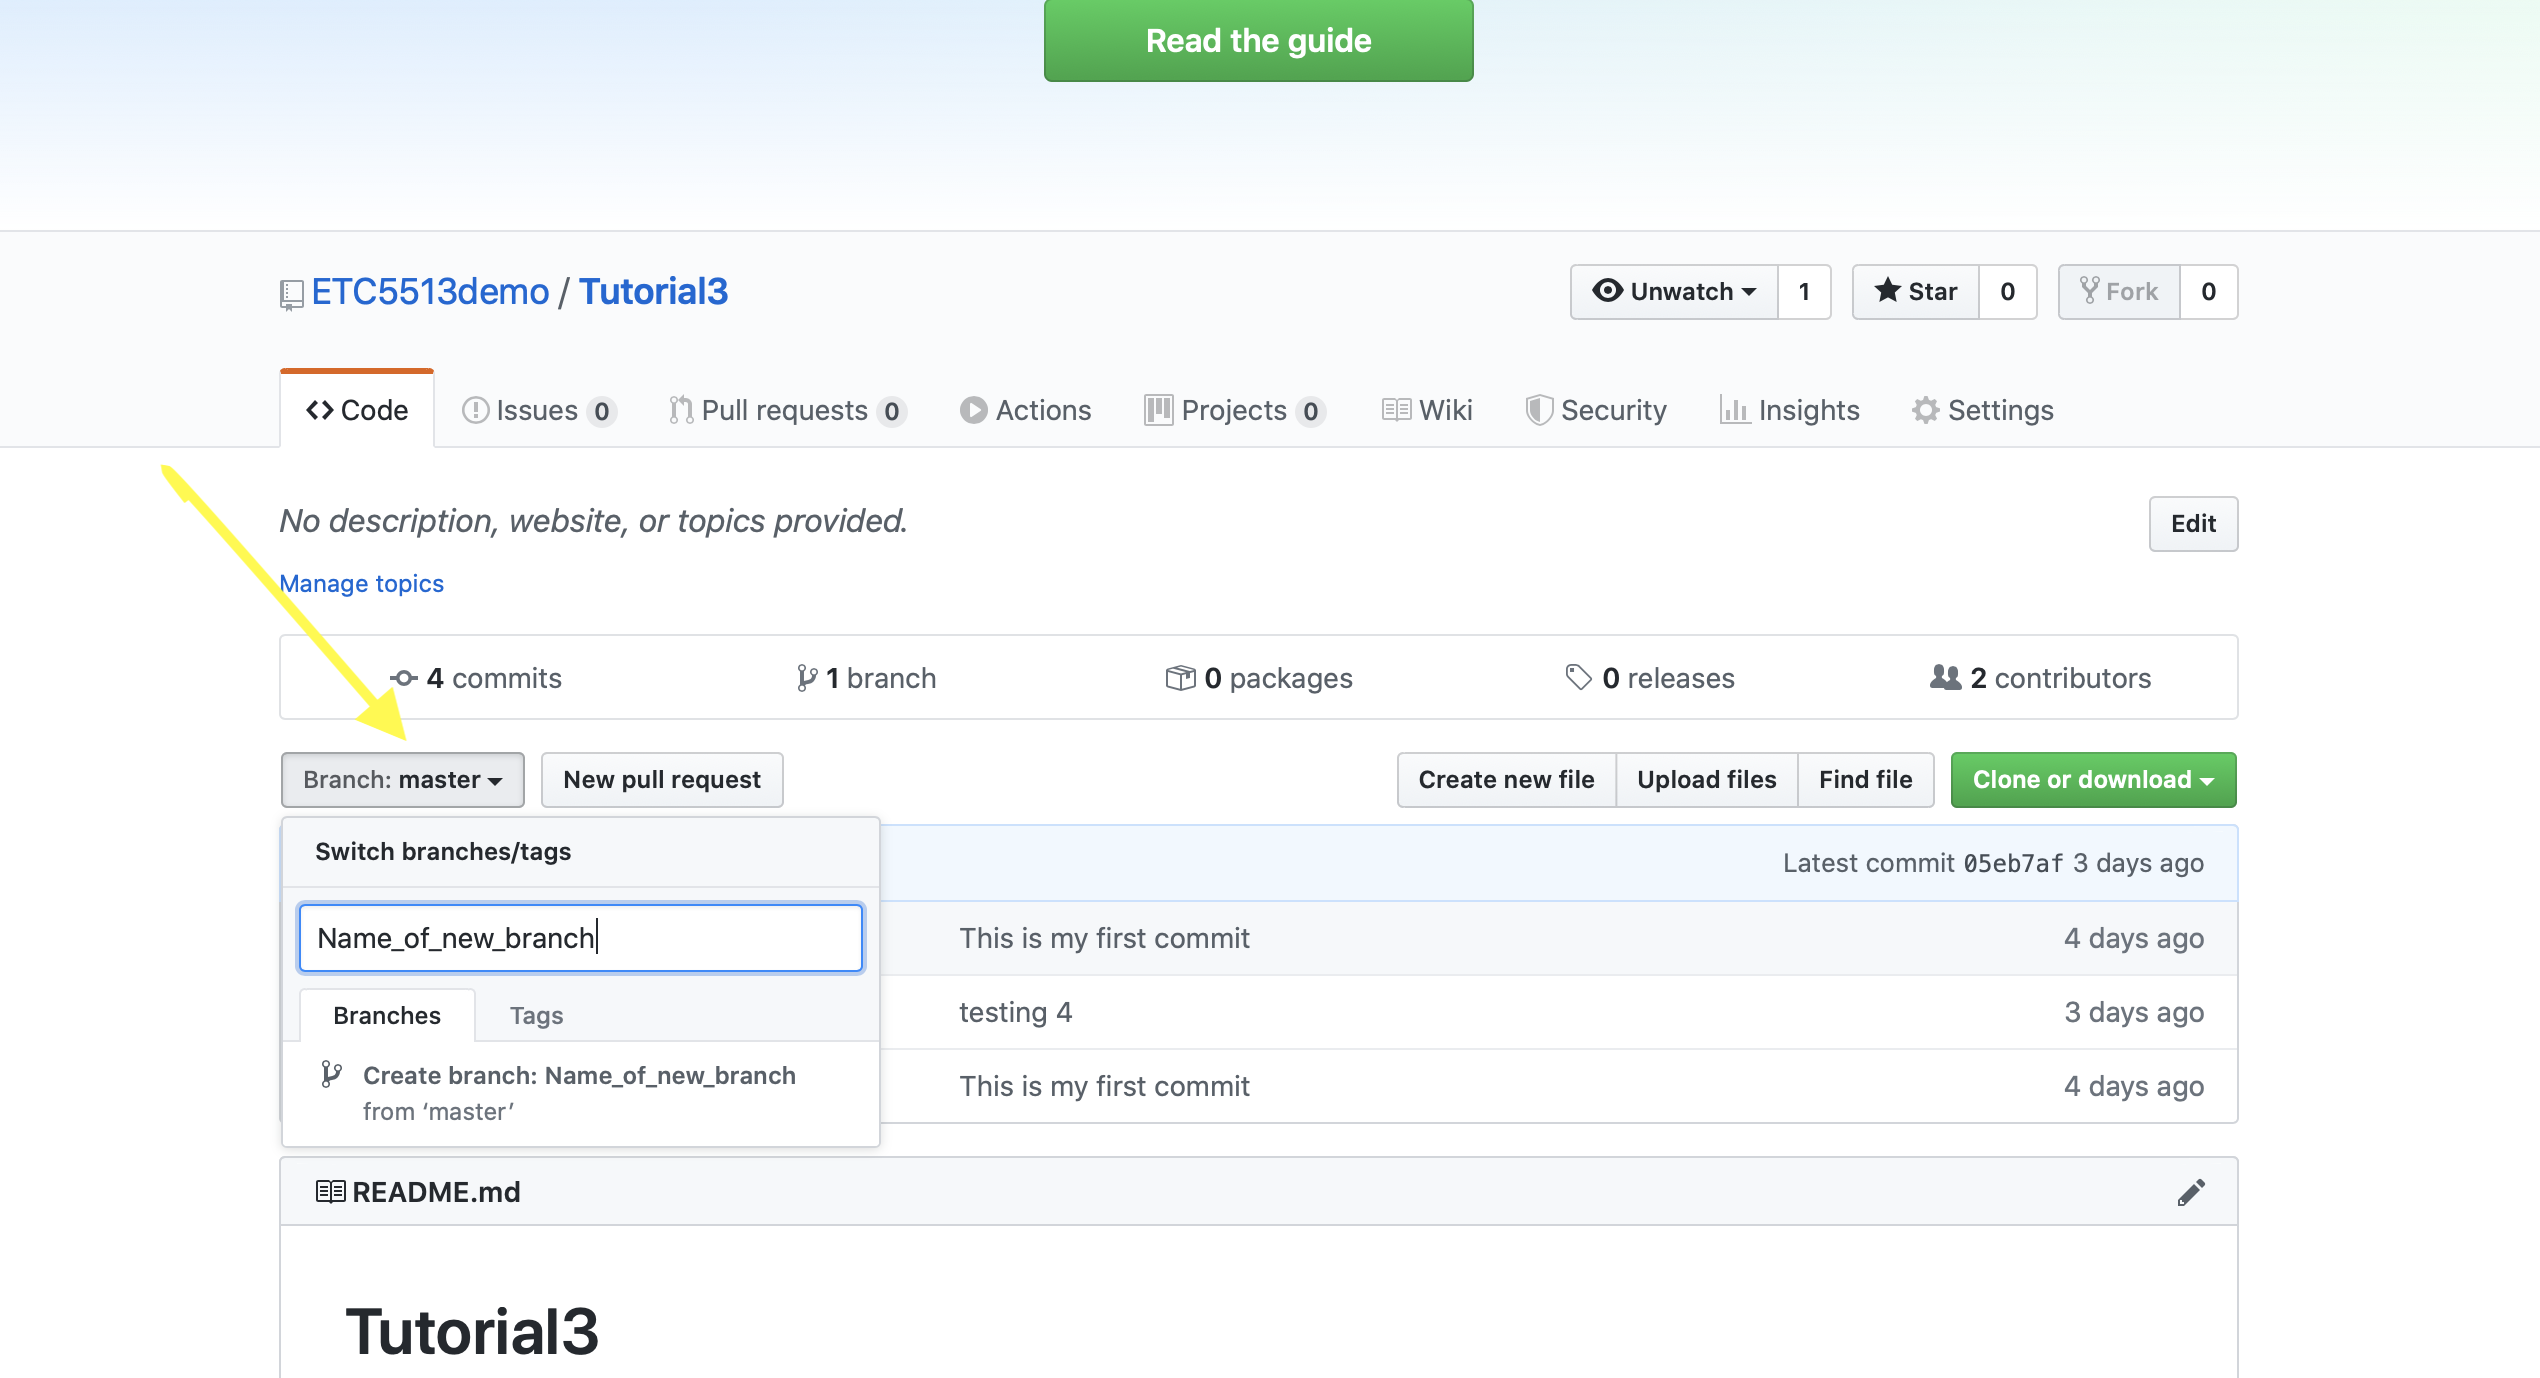 Read the guide
ETC5513demo / Tutorial3
Unwatch 1 Star 0 Fork 0
Code Issues 0 Pull requests 0 Actions Projects 0 Wiki Security Insights Settings
No description, website, or topics provided.
Edit
Manage topics
4 commits 1 branch 0 packages 0 releases 2 contributors
Branch: master New pull request Create new file Upload files Find file Clone or download
Switch branches/tags
Latest commit 05eb7af 3 days ago
Name_of_new_branch
This is my first commit 4 days ago
Branches Tags
testing 4 3 days ago
Create branch: Name_of_new_branch
from ‘master’
This is my first commit 4 days ago
README.md
Tutorial3